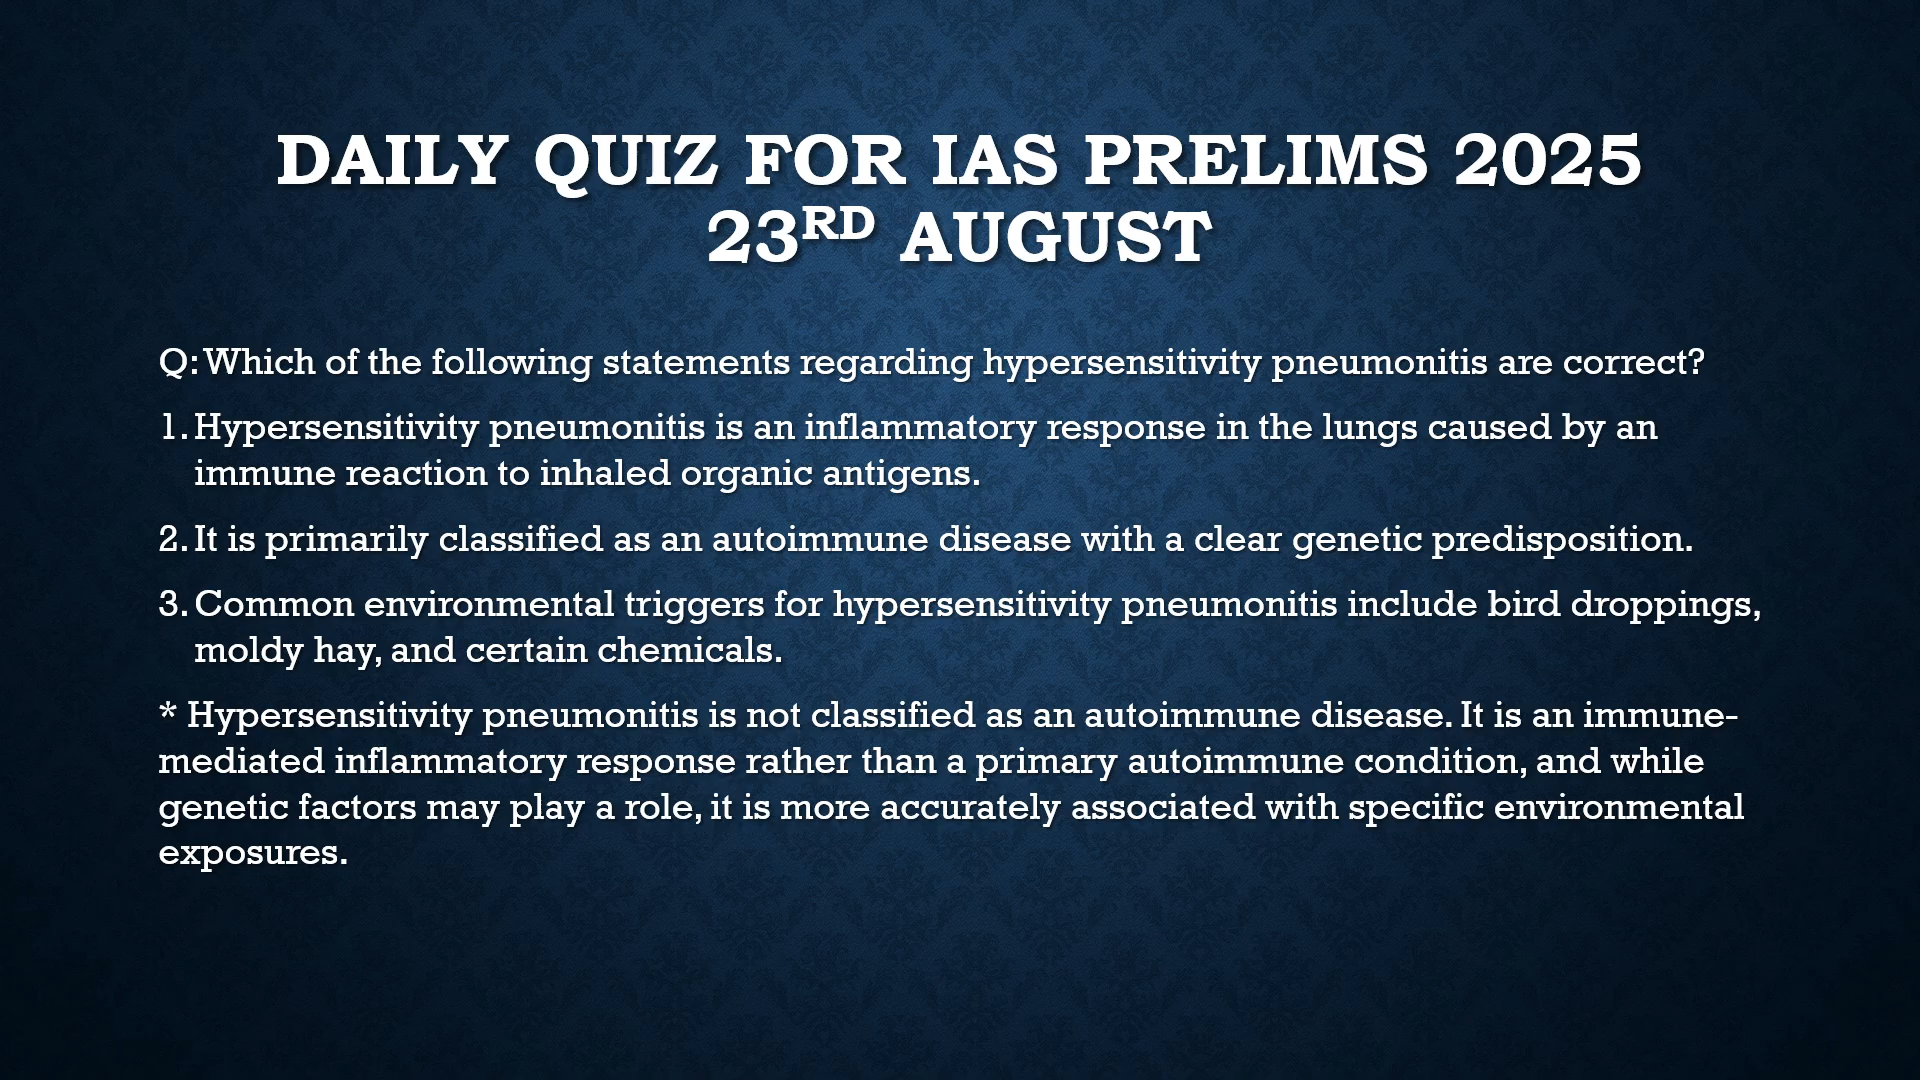 DAILY QUIZ FOR IAS PRELIMS 2025
23RD AUGUST
Q: Which of the following statements regarding hypersensitivity pneumonitis are correct?
1. Hypersensitivity pneumonitis is an inflammatory response in the lungs caused by an
immune reaction to inhaled organic antigens.
2. It is primarily classified as an autoimmune disease with a clear genetic predisposition.
3. Common environmental triggers for hypersensitivity pneumonitis include bird droppings,
moldy hay, and certain chemicals.
* Hypersensitivity pneumonitis is not classified as an autoimmune disease. It is an immune-
mediated inflammatory response rather than a primary autoimmune condition, and while
genetic factors may play a role, it is more accurately associated with specific environmental
exposures.